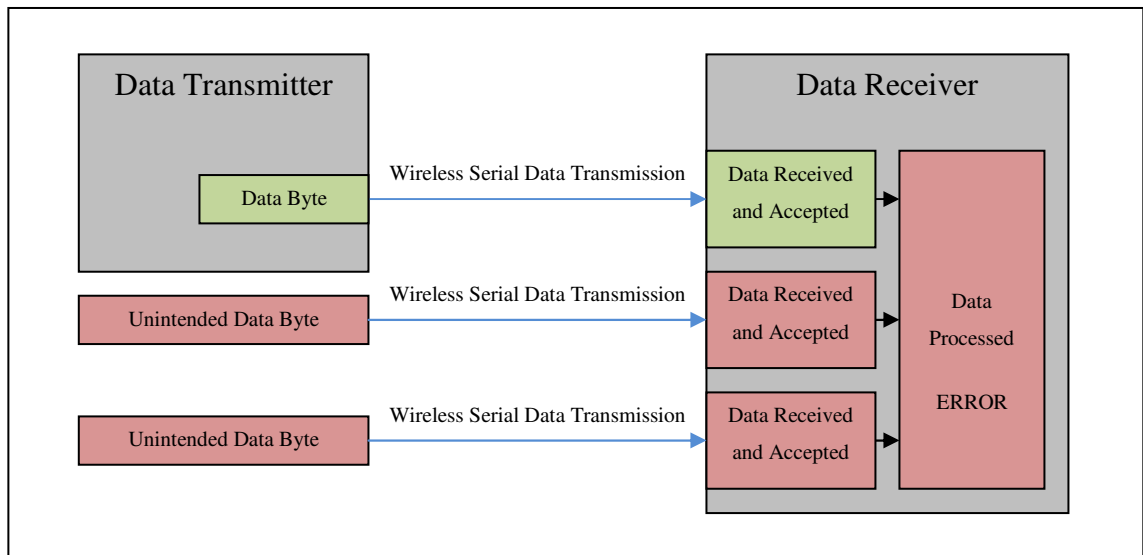 Data Transmitter
Data Receiver
Wireless Serial Data Transmission
Data Byte
Data Received
and Accepted
Wireless Serial Data Transmission
Unintended Data Byte
Data Received
and Accepted
Wireless Serial Data Transmission
Unintended Data Byte
Data Received
and Accepted
Data
Processed
ERROR